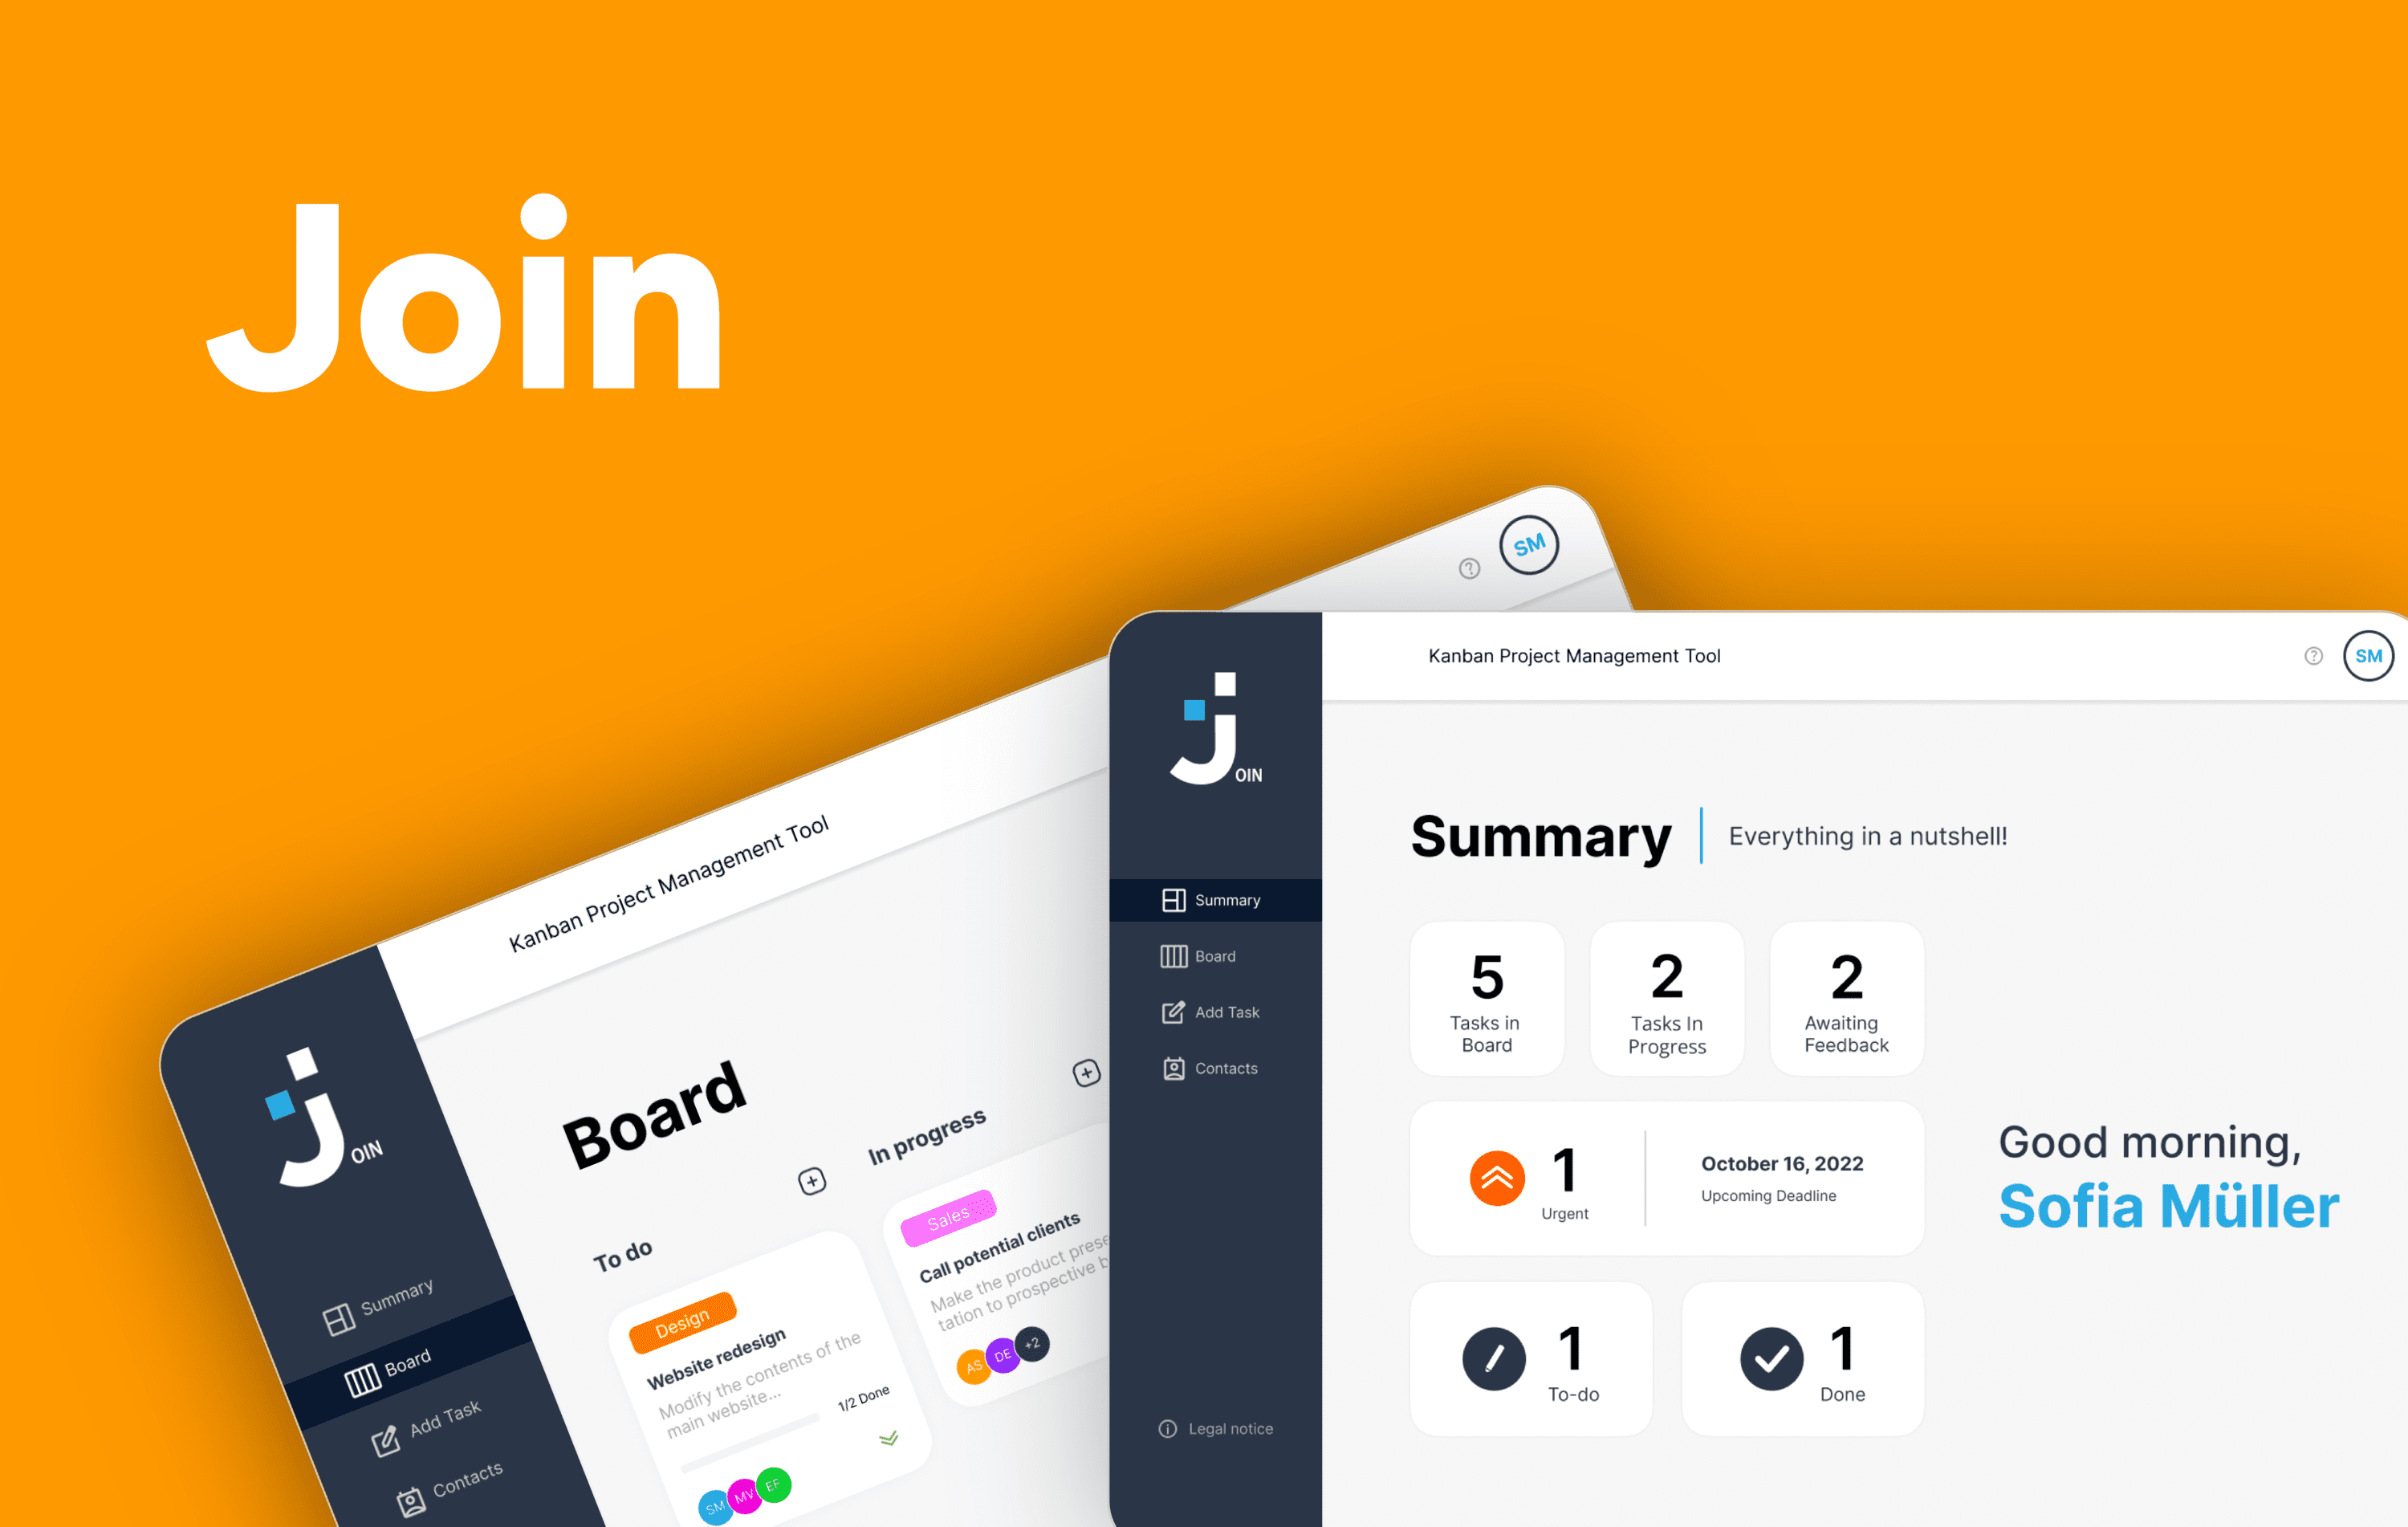 Join
SM
Kanban Project Management Tool
OIN
Summary
Board
Add Task
Contacts
Board
To do
Design
Website redesign
Modify the contents of the
main website...
1/2 Done
SM
MV
EF
In progress
Sales
Call potential clients
Make the product prese
tation to prospective b
AS
DE
+2
Kanban Project Management Tool
SM
OIN
Summary
Board
Add Task
Contacts
Legal notice
Summary
Everything in a nutshell!
5
Tasks in
Board
2
Tasks In
Progress
2
Awaiting
Feedback
1
Urgent
October 16, 2022
Upcoming Deadline
1
To-do
1
Done
Good morning,
Sofia Müller